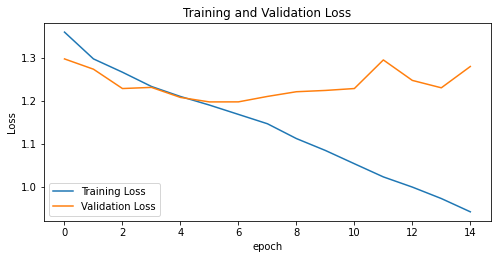 Training and Validation Loss
1.3
1.2
1.1
1.0
Loss
Training Loss
Validation Loss
0 2 4 6 8 10 12 14
epoch